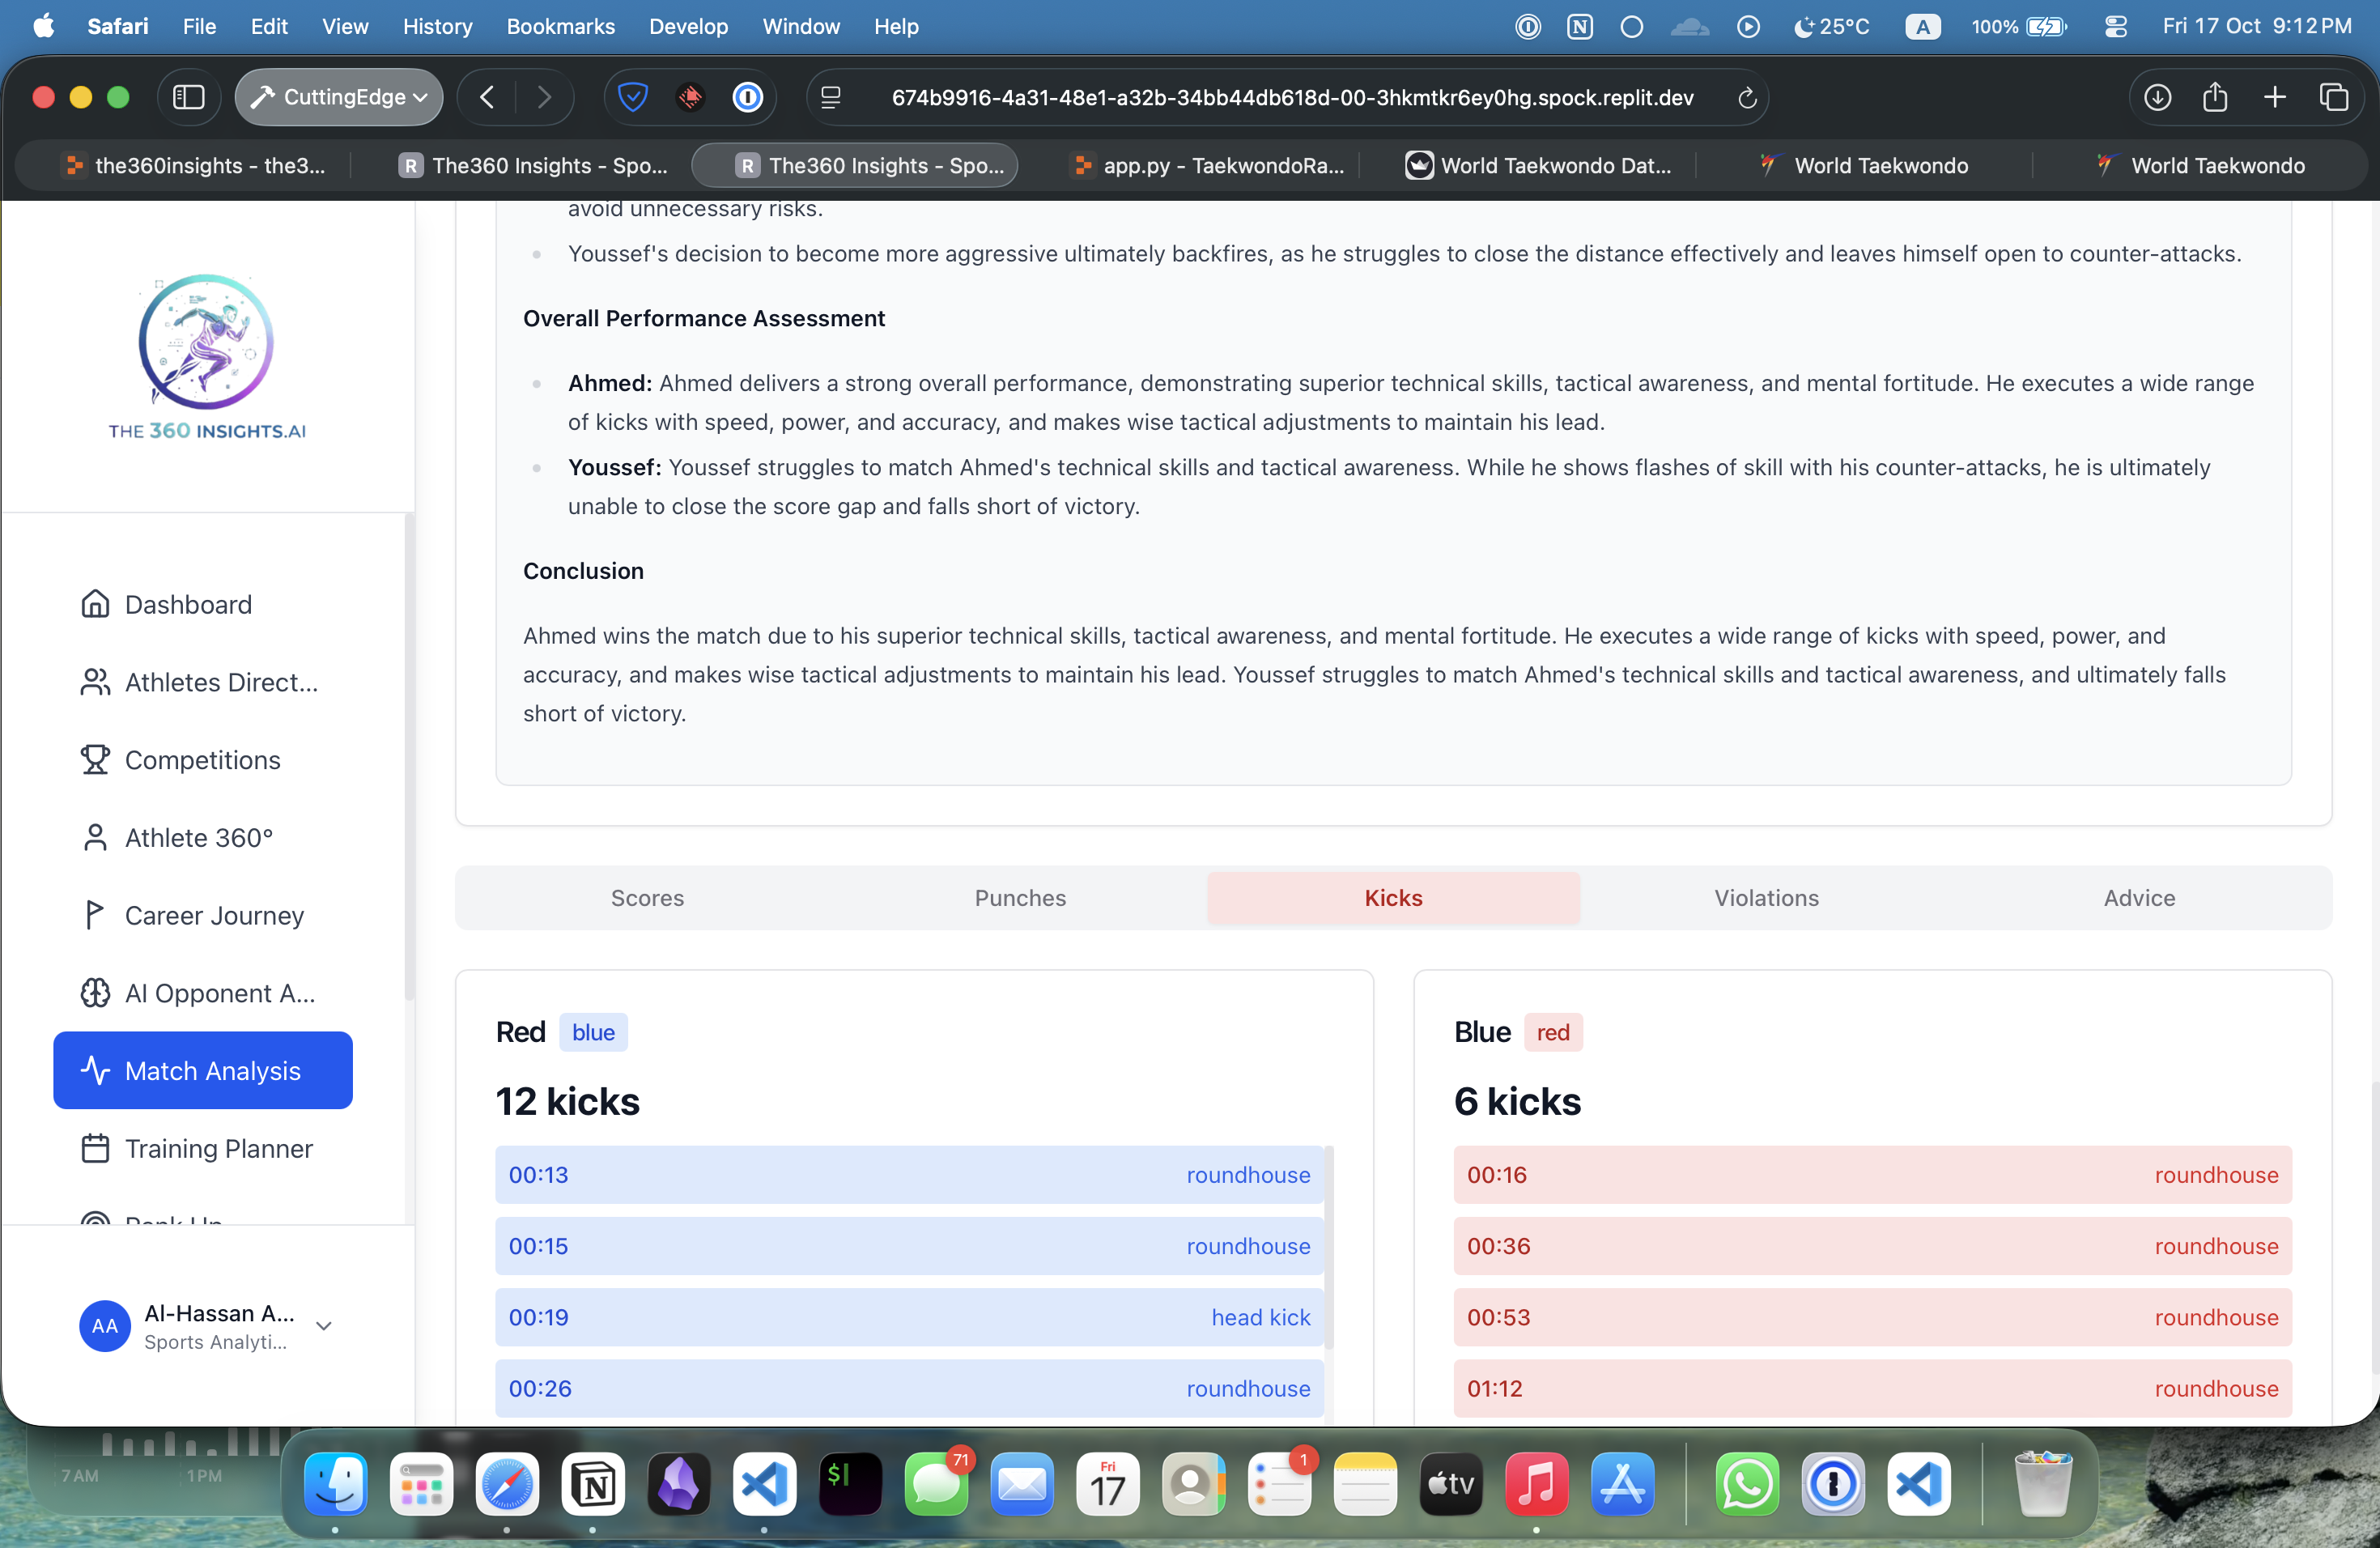 Safari File Edit View History Bookmarks Develop Window Help 25°C A 100% Fri 17 Oct 9:12 PM
CuttingEdge 674b9916-4a31-48e1-a32b-34bb44db618d-00-3hkmtkr6ey0hg.spock.replit.dev
the360insights - the3... R The360 Insights - Spo... R The360 Insights - Spo... app.py - TaekwondoRa... World Taekwondo Dat... World Taekwondo World Taekwondo
THE 360 INSIGHTS.AI
Dashboard
Athletes Direct...
Competitions
Athlete 360°
Career Journey
AI Opponent A...
Match Analysis
Training Planner
Rank Up
AA
Al-Hassan A...
Sports Analyti...
avoid unnecessary risks.
Youssef's decision to become more aggressive ultimately backfires, as he struggles to close the distance effectively and leaves himself open to counter-attacks.
Overall Performance Assessment
Ahmed: Ahmed delivers a strong overall performance, demonstrating superior technical skills, tactical awareness, and mental fortitude. He executes a wide range
of kicks with speed, power, and accuracy, and makes wise tactical adjustments to maintain his lead.
Youssef: Youssef struggles to match Ahmed's technical skills and tactical awareness. While he shows flashes of skill with his counter-attacks, he is ultimately
unable to close the score gap and falls short of victory.
Conclusion
Ahmed wins the match due to his superior technical skills, tactical awareness, and mental fortitude. He executes a wide range of kicks with speed, power, and
accuracy, and makes wise tactical adjustments to maintain his lead. Youssef struggles to match Ahmed's technical skills and tactical awareness, and ultimately falls
short of victory.
Scores Punches Kicks Violations Advice
Red blue
12 kicks
00:13 roundhouse
00:15 roundhouse
00:19 head kick
00:26 roundhouse
Blue red
6 kicks
00:16 roundhouse
00:36 roundhouse
00:53 roundhouse
01:12 roundhouse
7 AM 1 PM
$
71
Fri
17
1
tv